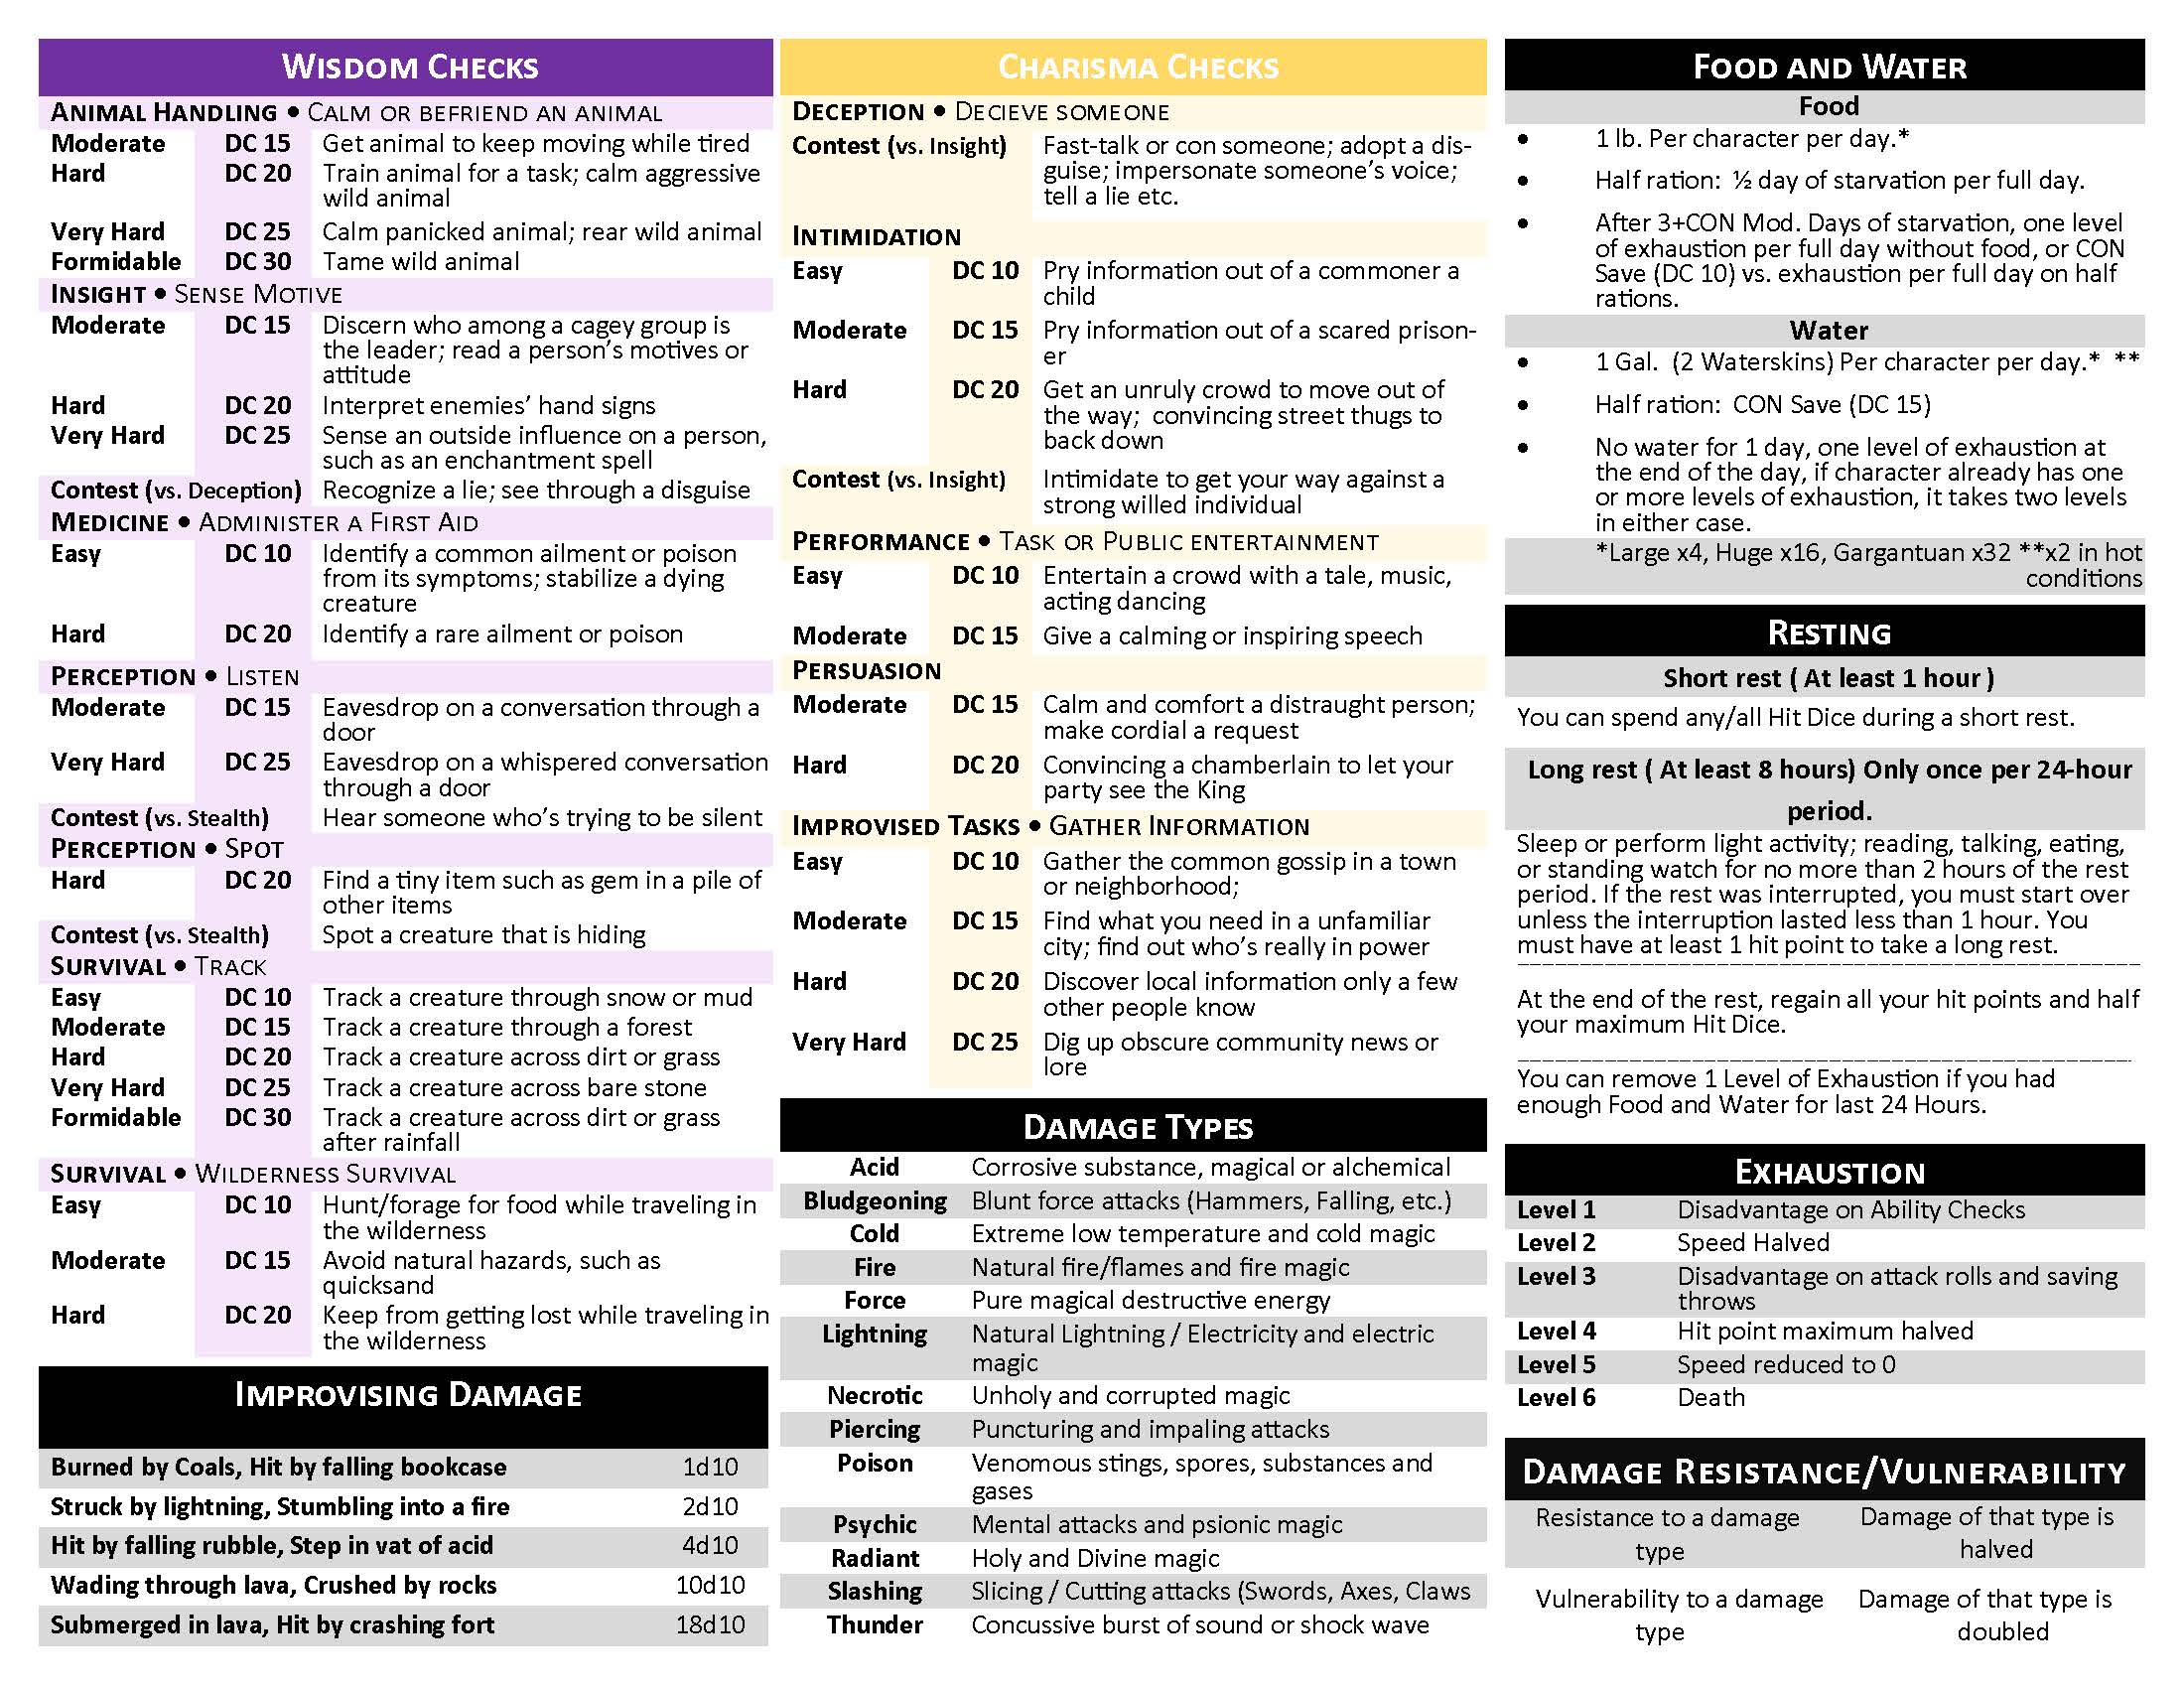 WISDOM CHECKS
ANIMAL HANDLING • CALM OR BEFRIEND AN ANIMAL
Moderate DC 15 Get animal to keep moving while tired
Hard DC 20 Train animal for a task; calm aggressive
wild animal
Very Hard DC 25 Calm panicked animal; rear wild animal
Formidable DC 30 Tame wild animal
INSIGHT • SENSE MOTIVE
Moderate DC 15 Discern who among a cagey group is
the leader; read a person's motives or
attitude
Hard DC 20 Interpret enemies' hand signs
Very Hard DC 25 Sense an outside influence on a person,
such as an enchantment spell
Contest (vs. Deception) Recognize a lie; see through a disguise
MEDICINE • ADMINISTER A FIRST AID
Easy DC 10 Identify a common ailment or poison
from its symptoms; stabilize a dying
creature
Hard DC 20 Identify a rare ailment or poison
PERCEPTION • LISTEN
Moderate DC 15 Eavesdrop on a conversation through a
door
Very Hard DC 25 Eavesdrop on a whispered conversation
through a door
Contest (vs. Stealth) Hear someone who's trying to be silent
PERCEPTION • SPOT
Hard DC 20 Find a tiny item such as gem in a pile of
other items
Contest (vs. Stealth) Spot a creature that is hiding
SURVIVAL • TRACK
Easy DC 10 Track a creature through snow or mud
Moderate DC 15 Track a creature through a forest
Hard DC 20 Track a creature across dirt or grass
Very Hard DC 25 Track a creature across bare stone
Formidable DC 30 Track a creature across dirt or grass
after rainfall
SURVIVAL • WILDERNESS SURVIVAL
Easy DC 10 Hunt/forage for food while traveling in
the wilderness
Moderate DC 15 Avoid natural hazards, such as
quicksand
Hard DC 20 Keep from getting lost while traveling in
the wilderness
IMPROVISING DAMAGE
Burned by Coals, Hit by falling bookcase 1d10
Struck by lightning, Stumbling into a fire 2d10
Hit by falling rubble, Step in vat of acid 4d10
Wading through lava, Crushed by rocks 10d10
Submerged in lava, Hit by crashing fort 18d10
CHARISMA CHECKS
DECEPTION • DECIEVE SOMEONE
Contest (vs. Insight) Fast-talk or con someone; adopt a dis-
guise; impersonate someone's voice;
tell a lie etc.
INTIMIDATION
Easy DC 10 Pry information out of a commoner a
child
Moderate DC 15 Pry information out of a scared prison-
er
Hard DC 20 Get an unruly crowd to move out of
the way; convincing street thugs to
back down
Contest (vs. Insight) Intimidate to get your way against a
strong willed individual
PERFORMANCE • TASK OR PUBLIC ENTERTAINMENT
Easy DC 10 Entertain a crowd with a tale, music,
acting dancing
Moderate DC 15 Give a calming or inspiring speech
PERSUASION
Moderate DC 15 Calm and comfort a distraught person;
make cordial a request
Hard DC 20 Convincing a chamberlain to let your
party see the King
IMPROVISED TASKS • GATHER INFORMATION
Easy DC 10 Gather the common gossip in a town
or neighborhood;
Moderate DC 15 Find what you need in a unfamiliar
city; find out who's really in power
Hard DC 20 Discover local information only a few
other people know
Very Hard DC 25 Dig up obscure community news or
lore
DAMAGE TYPES
Acid Corrosive substance, magical or alchemical
Bludgeoning Blunt force attacks (Hammers, Falling, etc.)
Cold Extreme low temperature and cold magic
Fire Natural fire/flames and fire magic
Force Pure magical destructive energy
Lightning Natural Lightning / Electricity and electric
magic
Necrotic Unholy and corrupted magic
Piercing Puncturing and impaling attacks
Poison Venomous stings, spores, substances and
gases
Psychic Mental attacks and psionic magic
Radiant Holy and Divine magic
Slashing Slicing / Cutting attacks (Swords, Axes, Claws
Thunder Concussive burst of sound or shock wave
FOOD AND WATER
Food
• 1 lb. Per character per day.*
• Half ration: ½ day of starvation per full day.
• After 3+CON Mod. Days of starvation, one level
of exhaustion per full day without food, or CON
Save (DC 10) vs. exhaustion per full day on half
rations.
Water
• 1 Gal. (2 Waterskins) Per character per day.* **
• Half ration: CON Save (DC 15)
• No water for 1 day, one level of exhaustion at
the end of the day, if character already has one
or more levels of exhaustion, it takes two levels
in either case.
*Large x4, Huge x16, Gargantuan x32 **x2 in hot
conditions
RESTING
Short rest ( At least 1 hour )
You can spend any/all Hit Dice during a short rest.
Long rest ( At least 8 hours) Only once per 24-hour
period.
Sleep or perform light activity; reading, talking, eating,
or standing watch for no more than 2 hours of the rest
period. If the rest was interrupted, you must start over
unless the interruption lasted less than 1 hour. You
must have at least 1 hit point to take a long rest.
At the end of the rest, regain all your hit points and half
your maximum Hit Dice.
You can remove 1 Level of Exhaustion if you had
enough Food and Water for last 24 Hours.
EXHAUSTION
Level 1 Disadvantage on Ability Checks
Level 2 Speed Halved
Level 3 Disadvantage on attack rolls and saving
throws
Level 4 Hit point maximum halved
Level 5 Speed reduced to 0
Level 6 Death
DAMAGE RESISTANCE/VULNERABILITY
Resistance to a damage Damage of that type is
type halved
Vulnerability to a damage Damage of that type is
type doubled